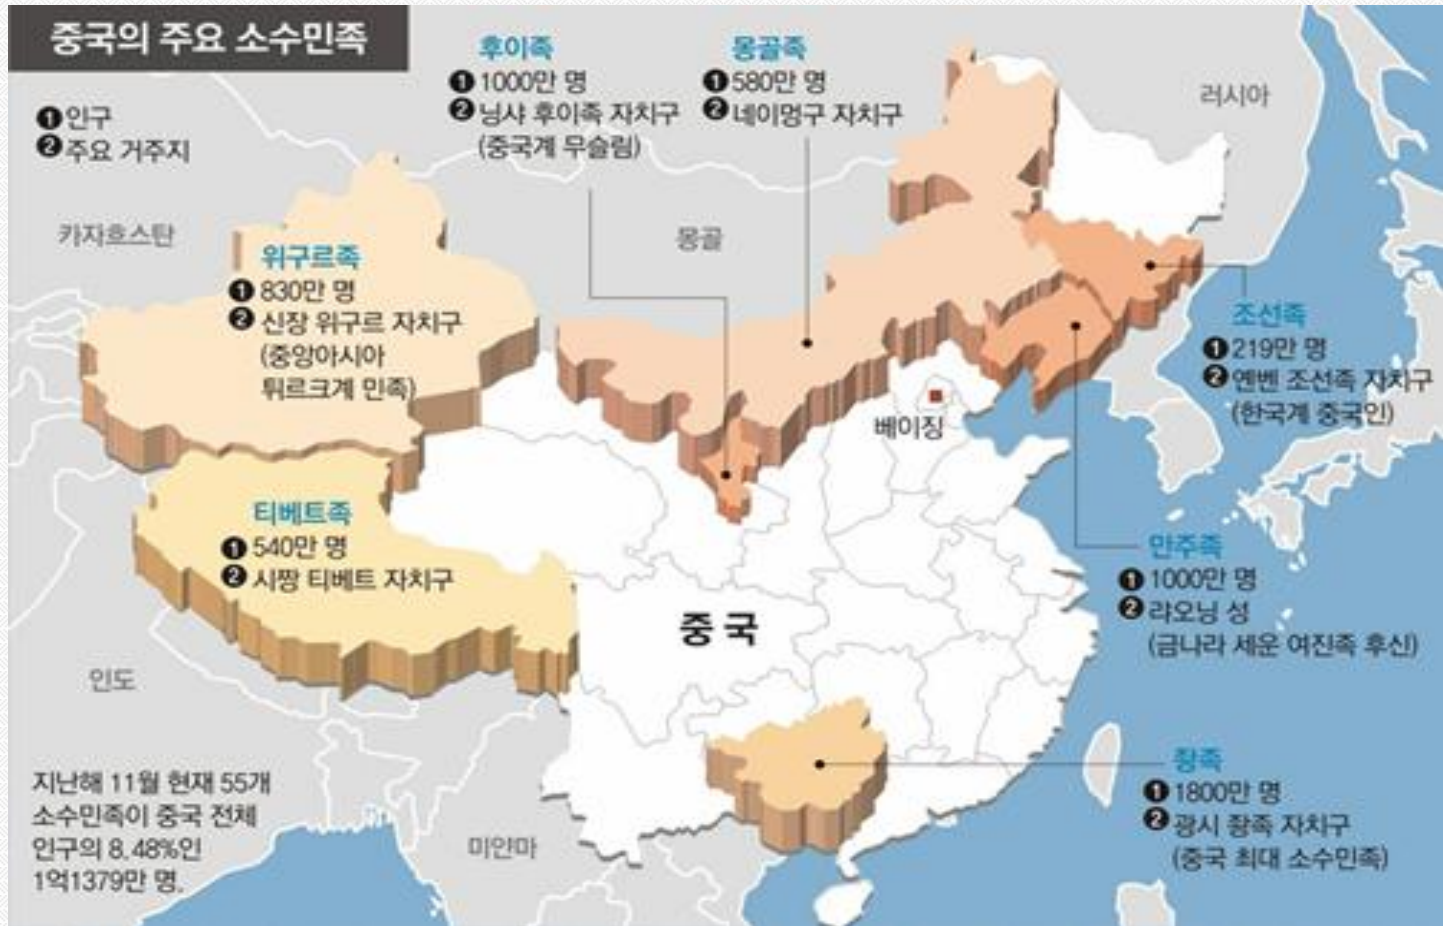 중국의 주요 소수민족
❶ 인구
❷ 주요 거주지
후이족
❶ 1000만 명
❷ 닝샤 후이족 자치구
(중국계 무슬림)
몽골족
❶ 580만 명
❷ 네이멍구 자치구
러시아
카자흐스탄
몽골
위구르족
❶ 830만 명
❷ 신장 위구르 자치구
(중앙아시아
튀르크계 민족)
조선족
❶ 219만 명
❷ 옌벤 조선족 자치구
(한국계 중국인)
베이징
티베트족
❶ 540만 명
❷ 시짱 티베트 자치구
만주족
❶ 1000만 명
❷ 랴오닝 성
(금나라 세운 여진족 후신)
중국
인도
좡족
❶ 1800만 명
❷ 광시 좡족 자치구
(중국 최대 소수민족)
미얀마
지난해 11월 현재 55개
소수민족이 중국 전체
인구의 8.48%인
1억1379만 명.